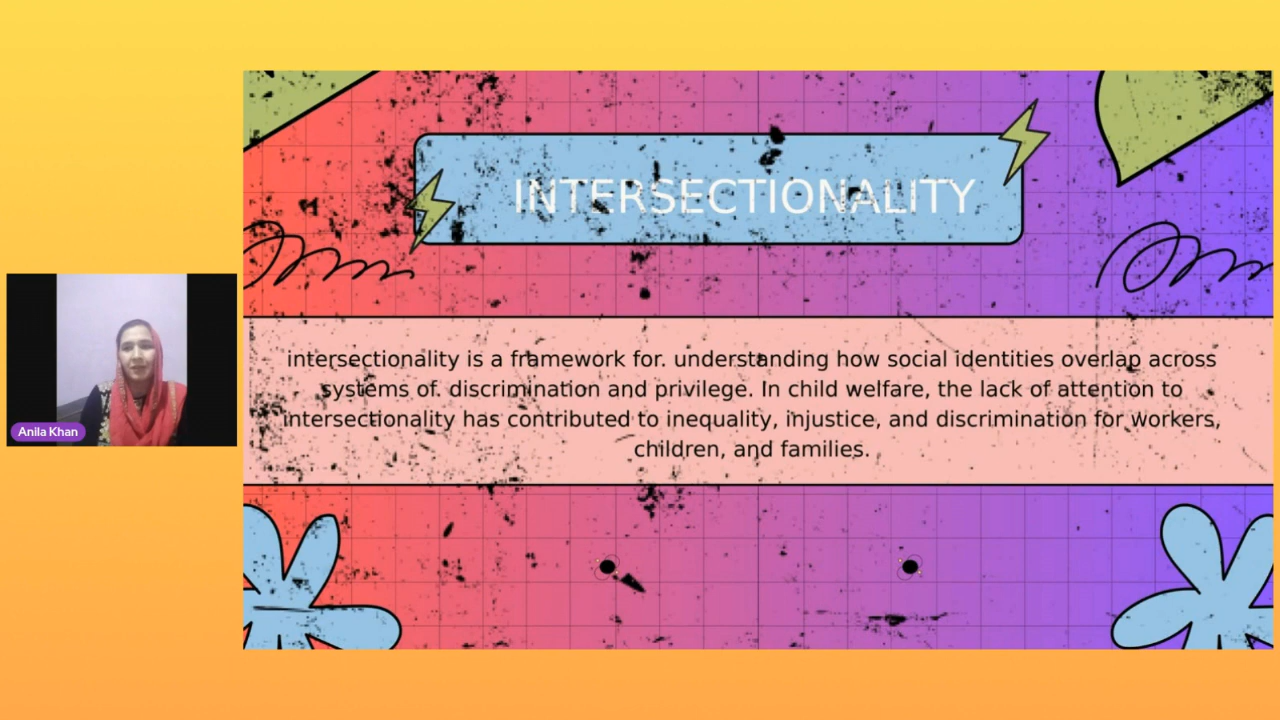 INTERSECTIONALITY
intersectionality is a framework for. understanding how social identities overlap across
systems of. discrimination and privilege. In child welfare, the lack of attention to
intersectionality has contributed to inequality, injustice, and discrimination for workers,
children, and families.
Anila Khan